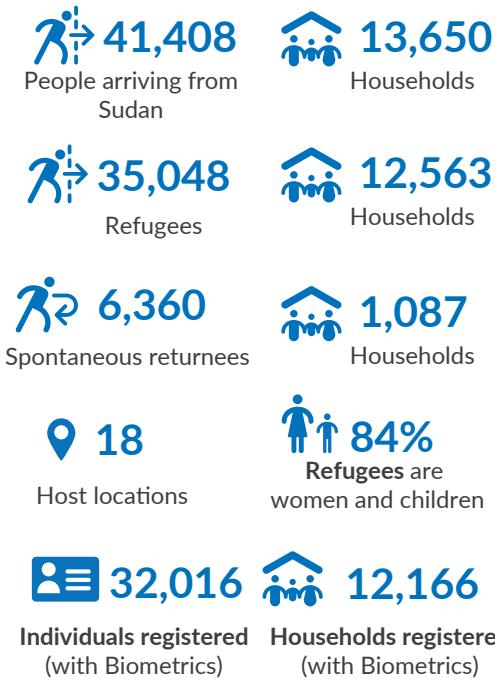 41,408
People arriving from
Sudan
13,650
Households
35,048
Refugees
12,563
Households
6,360
Spontaneous returnees
1,087
Households
18
Host locations
84%
Refugees are
women and children
32,016
Individuals registered
(with Biometrics)
12,166
Households registere
(with Biometrics)